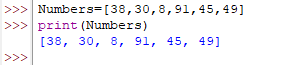 >>> Numbers=[38,30,8,91,45,49]
>>> print(Numbers)
[38, 30, 8, 91, 45, 49]
>>>